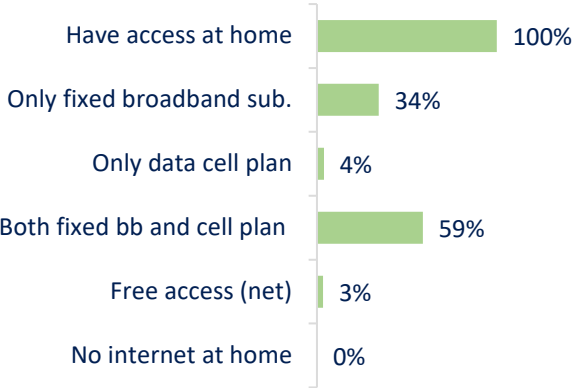 Have access at home 100%
Only fixed broadband sub. 34%
Only data cell plan 4%
Both fixed bb and cell plan 59%
Free access (net) 3%
No internet at home 0%